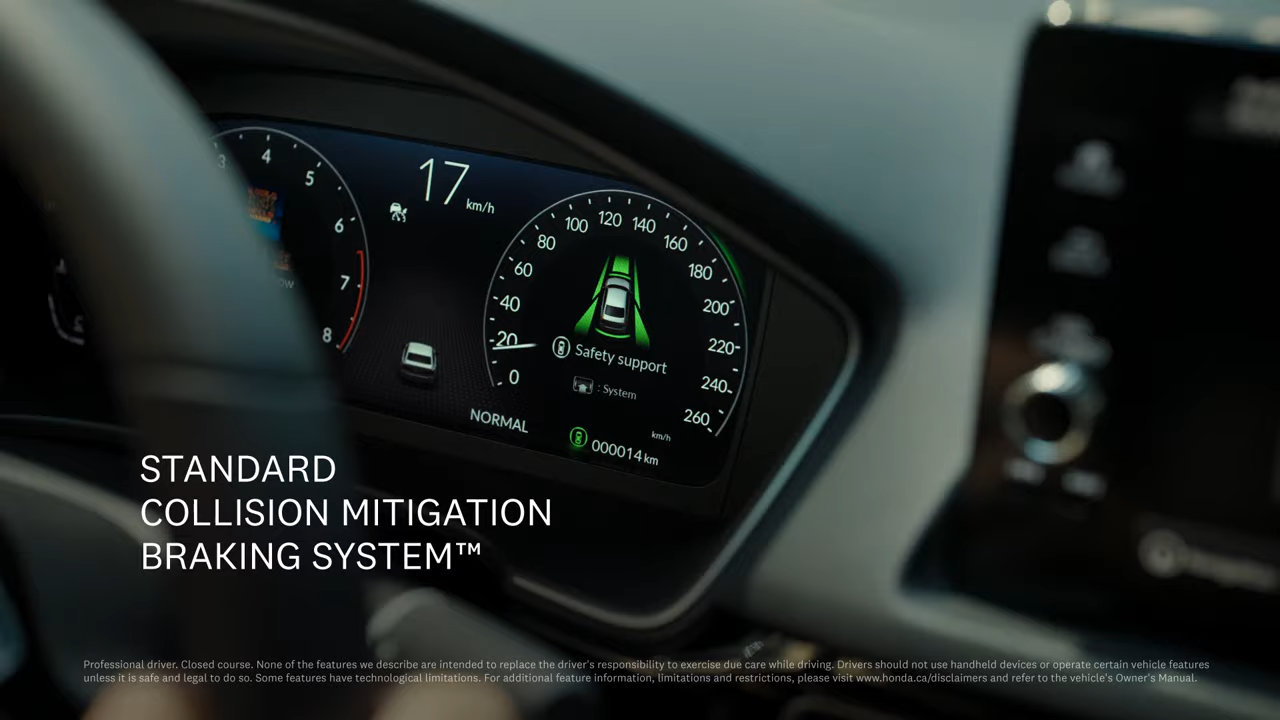 3
4
5
6
7
8
17
km/h
0
20
40
60
80
100
120
140
160
180
200
220
240
260
km/h
Safety support
: System
NORMAL
000014 km
STANDARD
COLLISION MITIGATION
BRAKING SYSTEM™
Professional driver. Closed course. None of the features we describe are intended to replace the driver's responsibility to exercise due care while driving. Drivers should not use handheld devices or operate certain vehicle features
unless it is safe and legal to do so. Some features have technological limitations. For additional feature information, limitations and restrictions, please visit www.honda.ca/disclaimers and refer to the vehicle's Owner's Manual.